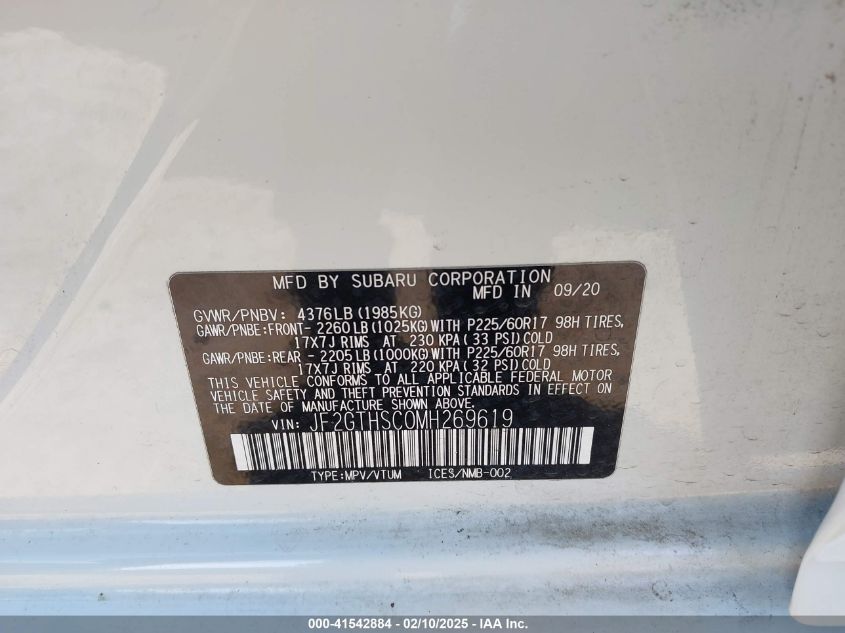 MFD BY SUBARU CORPORATION
MFD IN 09/20
GVWR/PNBV: 4376LB (1985KG)
GAWR/PNBE:FRONT- 2260LB(1025KG)WITH P225/60R17 98H TIRES,
17X7J RIMS AT 230 KPA(33 PSI)COLD
GAWR/PNBE:REAR - 2205LB(1000KG)WITH P225/60R17 98H TIRES,
17X7J RIMS AT 220 KPA(32 PSI)COLD
THIS VEHICLE CONFORMS TO ALL APPLICABLE FEDERAL MOTOR
VEHICLE SAFETY AND THEFT PREVENTION STANDARDS IN EFFECT ON
THE DATE OF MANUFACTURE SHOWN ABOVE.
VIN: JF2GTHSC0MH269619
TYPE:MPV/VTUM ICES/NMB-002
000-41542884 - 02/10/2025 - IAA Inc.